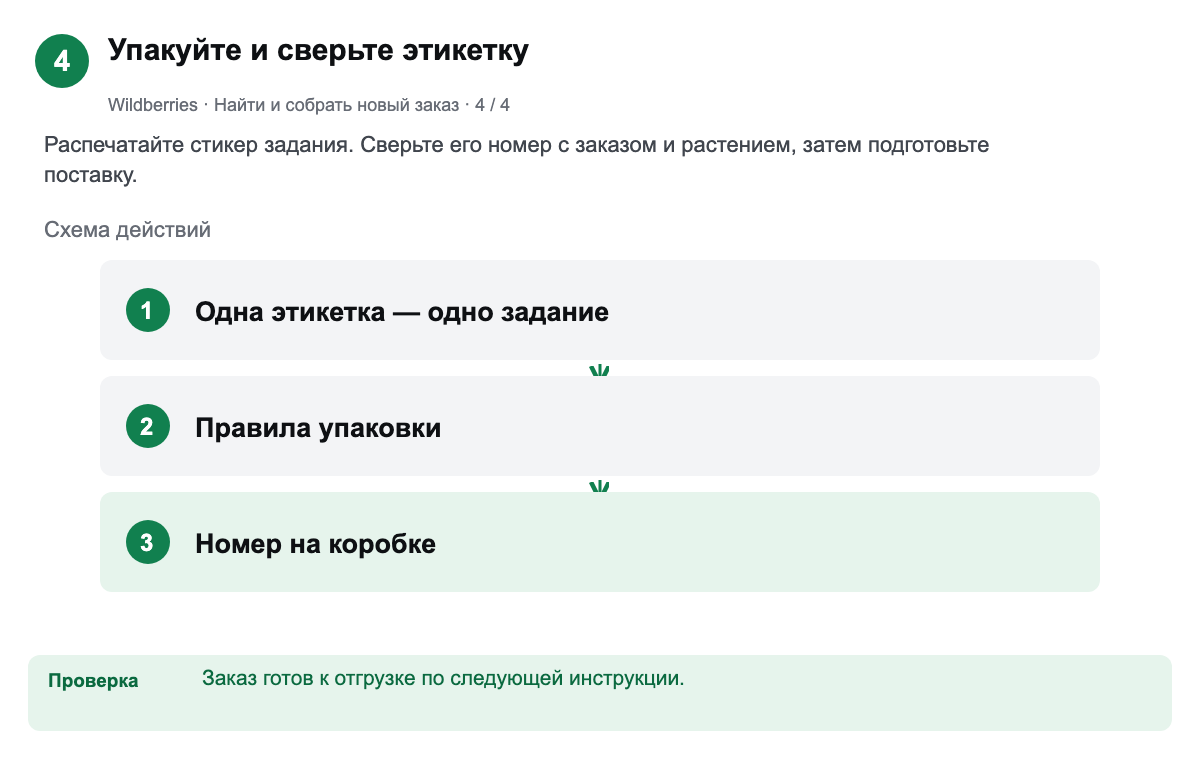 4
Упакуйте и сверьте этикетку
Wildberries · Найти и собрать новый заказ · 4 / 4
Распечатайте стикер задания. Сверьте его номер с заказом и растением, затем подготовьте
поставку.
Схема действий
1 Одна этикетка — одно задание
2 Правила упаковки
3 Номер на коробке
Проверка Заказ готов к отгрузке по следующей инструкции.